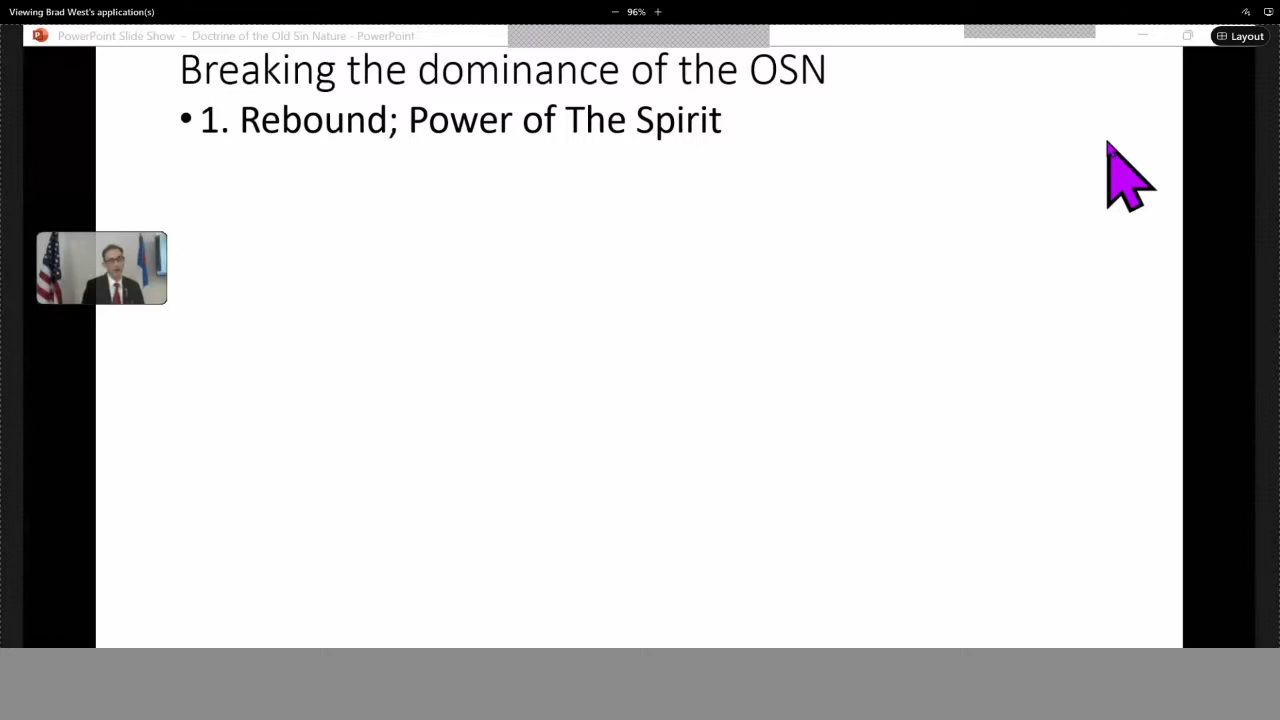 Viewing Brad West's application(s)
− 96% +
PowerPoint Slide Show - Doctrine of the Old Sin Nature - PowerPoint
Layout
Breaking the dominance of the OSN
• 1. Rebound; Power of The Spirit